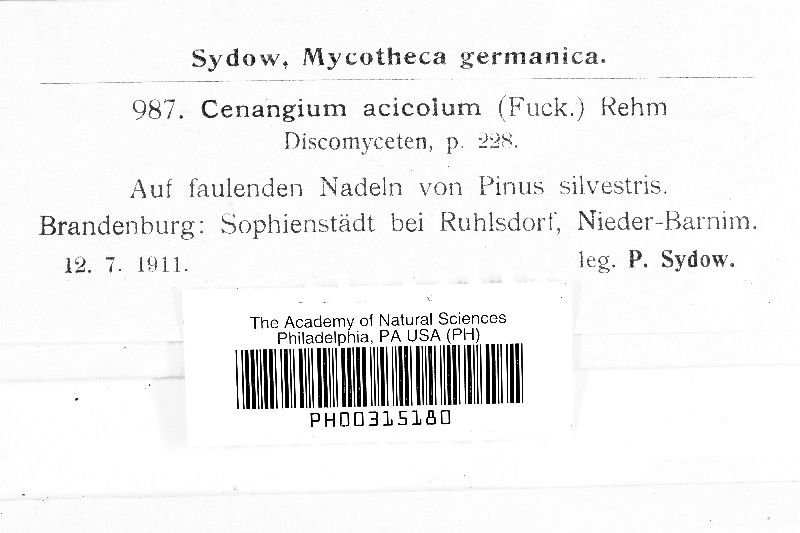 Sydow, Mycotheca germanica.
987. Cenangium acicolum (Fuck.) Rehm
Discomyceten, p. 228.
Auf faulenden Nadeln von Pinus silvestris.
Brandenburg: Sophienstädt bei Ruhlsdorf, Nieder-Barnim.
12. 7. 1911. leg. P. Sydow.
The Academy of Natural Sciences
Philadelphia, PA USA (PH)
PH00315180